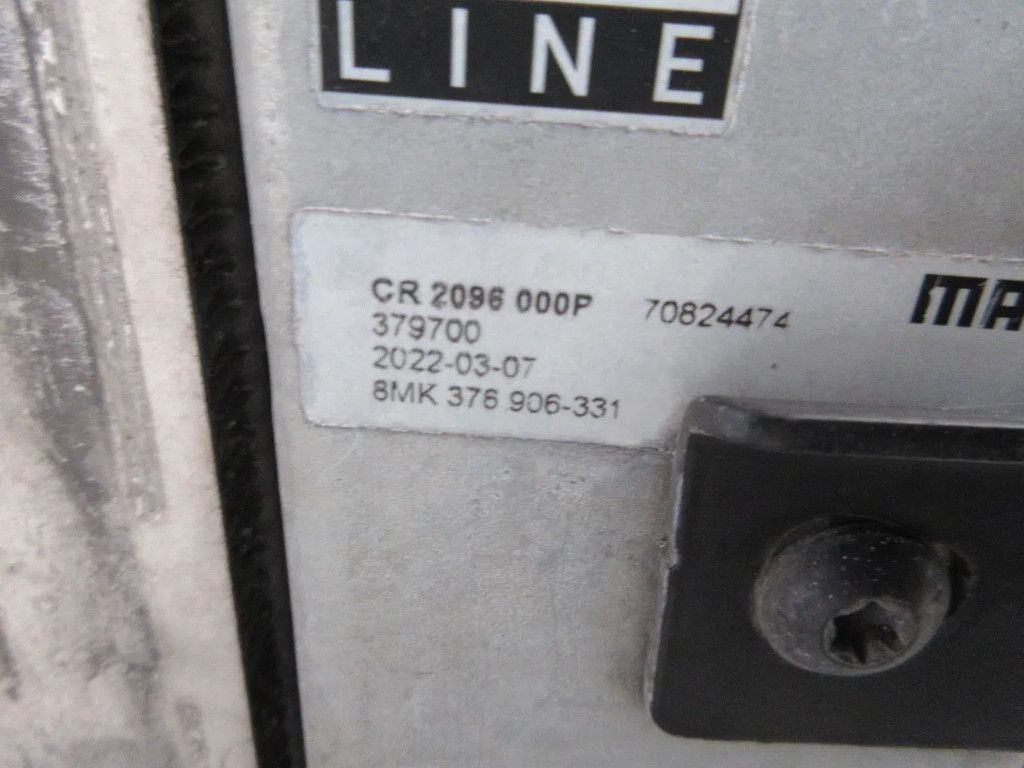 LINE
CR 2096 000P 70824474
379700
2022-03-07
8MK 376 906-331